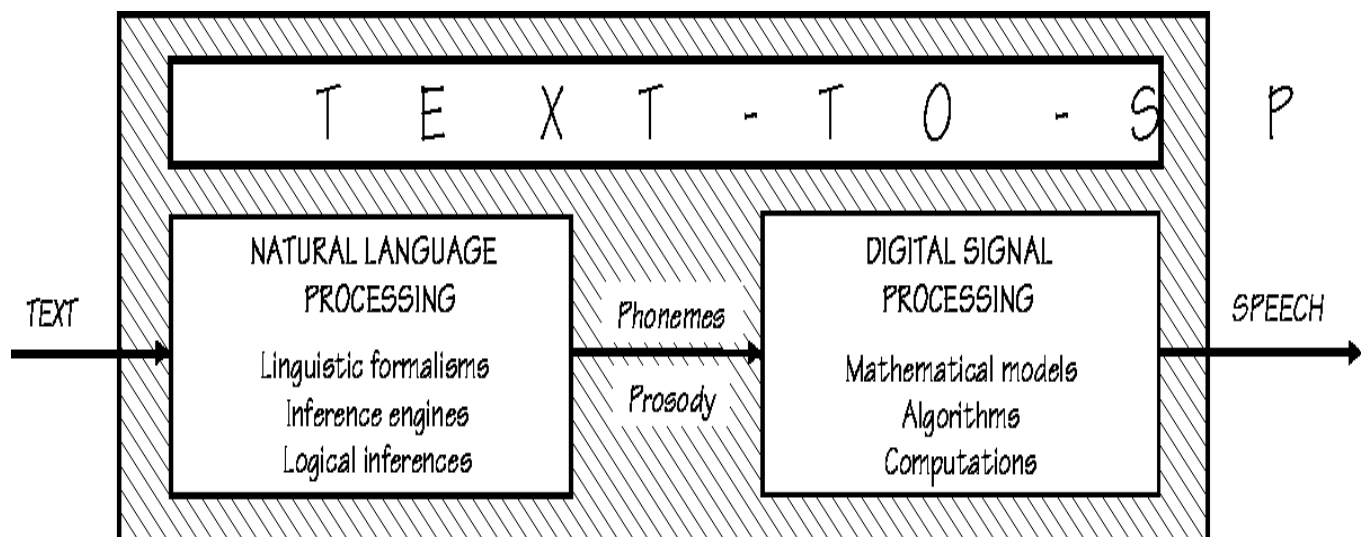 T E X T - T O - S P
NATURAL LANGUAGE
PROCESSING
Linguistic formalisms
Inference engines
Logical inferences
DIGITAL SIGNAL
PROCESSING
Mathematical models
Algorithms
Computations
TEXT
Phonemes
Prosody
SPEECH